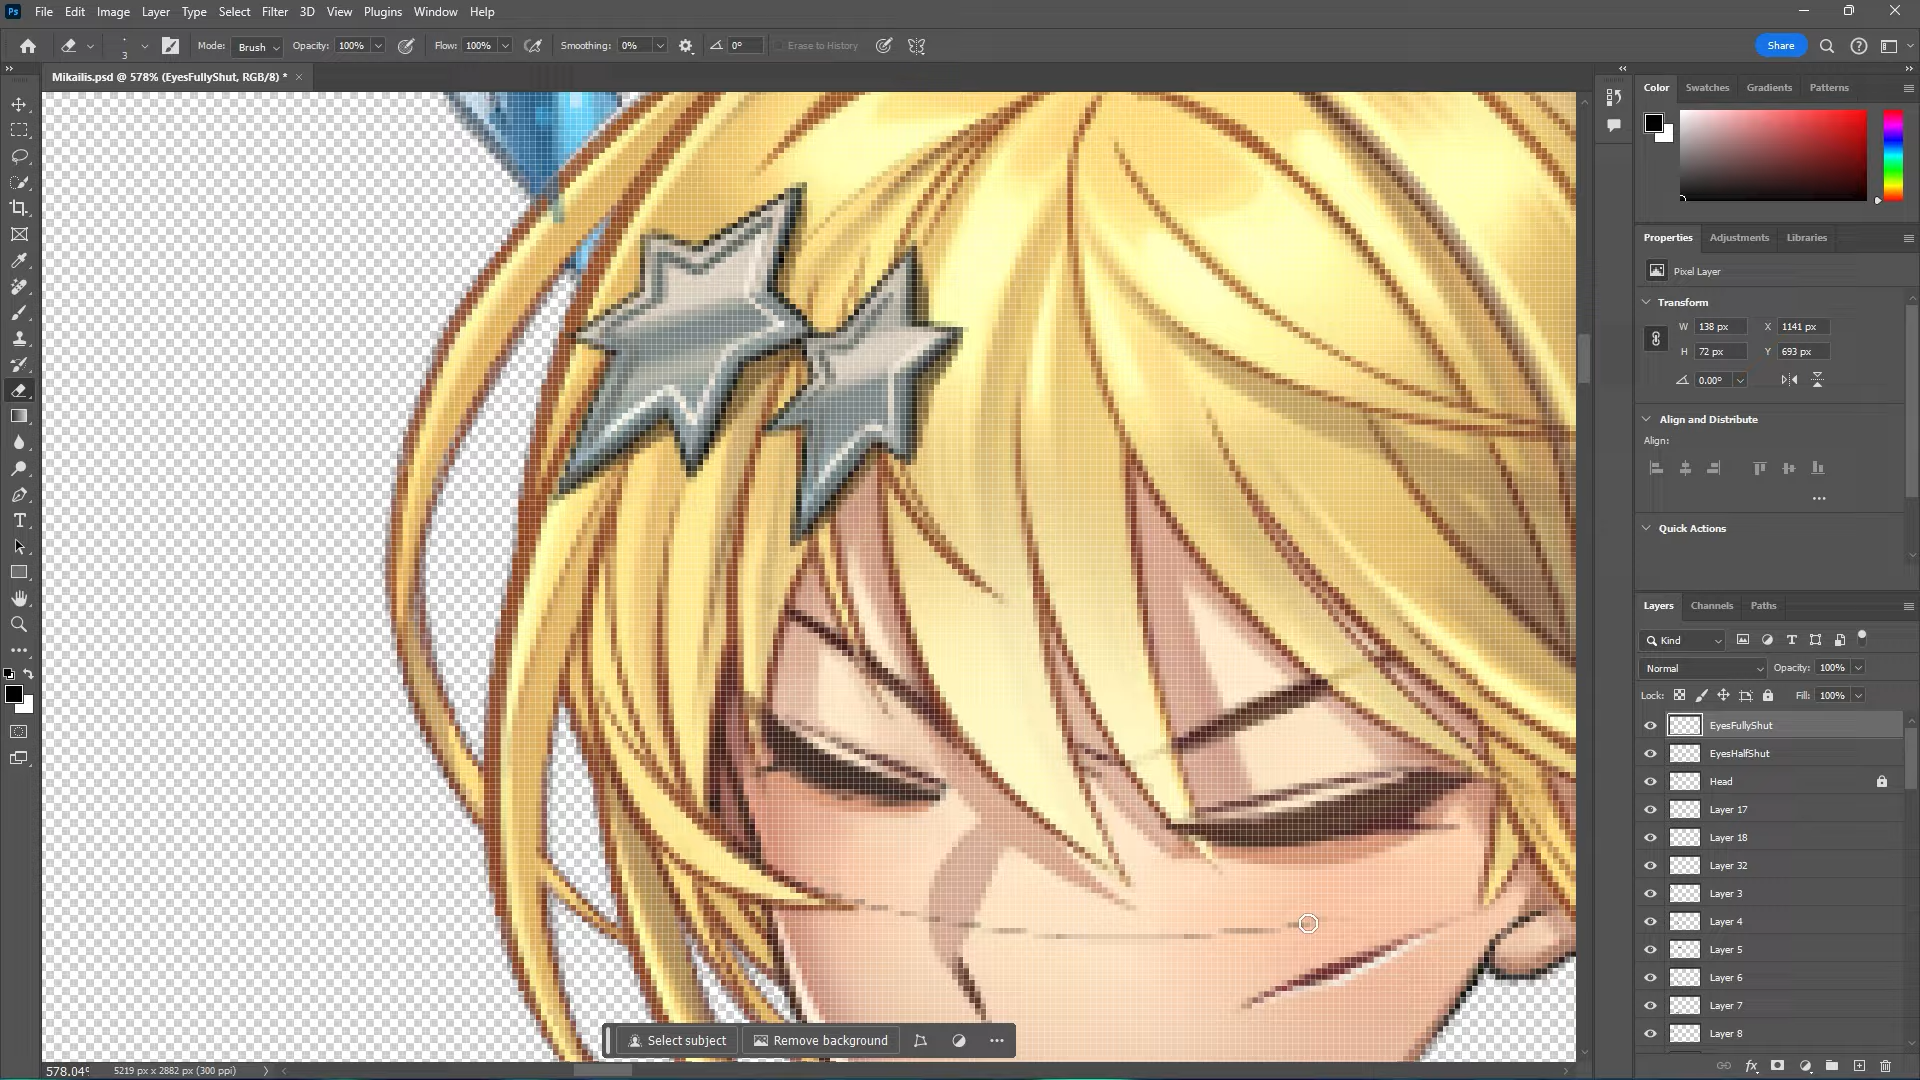 Ps File Edit Image Layer Type Select Filter 3D View Plugins Window Help
3 Mode: Brush Opacity: 100% Flow: 100% Smoothing: 0% 0° Erase to History Share
Mikailis.psd @ 578% (EyesFullyShut, RGB/8) *
Color Swatches Gradients Patterns
Properties Adjustments Libraries
Pixel Layer
Transform
W 138 px X 1141 px
H 72 px Y 693 px
0.00°
Align and Distribute
Align:
Quick Actions
Layers Channels Paths
Kind
Normal Opacity: 100%
Lock: Fill: 100%
EyesFullyShut
EyesHalfShut
Head
Layer 17
Layer 18
Layer 32
Layer 3
Layer 4
Layer 5
Layer 6
Layer 7
Layer 8
Select subject Remove background
578.04% 5219 px x 2882 px (300 ppi)